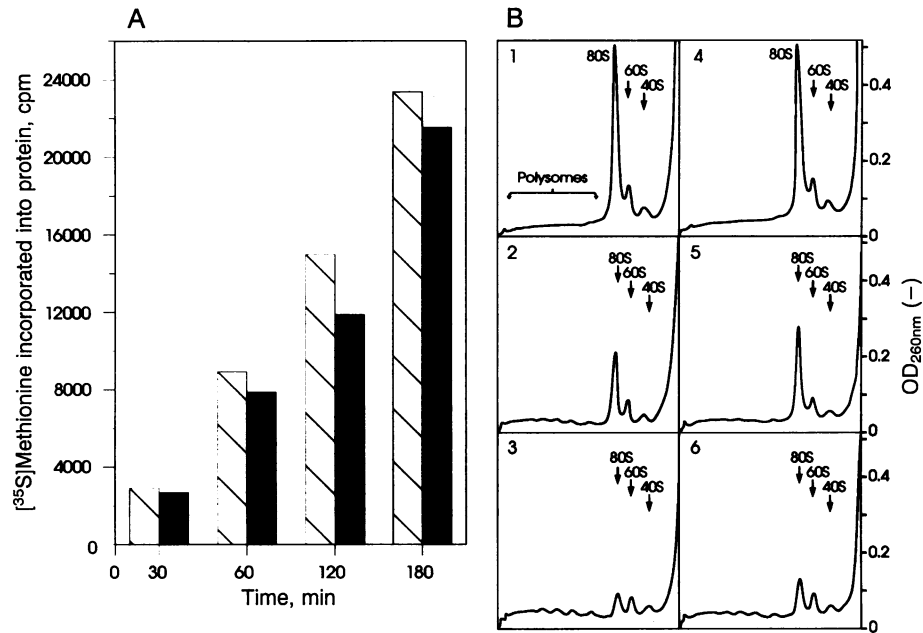 A
[³⁵S]Methionine incorporated into protein, cpm
24000
20000
16000
12000
8000
4000
0
0 30 60 120 180
Time, min
B
1
80S
60S
40S
Polysomes
4
80S
60S
40S
0.4
0.2
0
2
80S
60S
40S
5
80S
60S
40S
0.4
0.2
0
3
80S
60S
40S
6
80S
60S
40S
0.4
0.2
0
OD260nm (–)